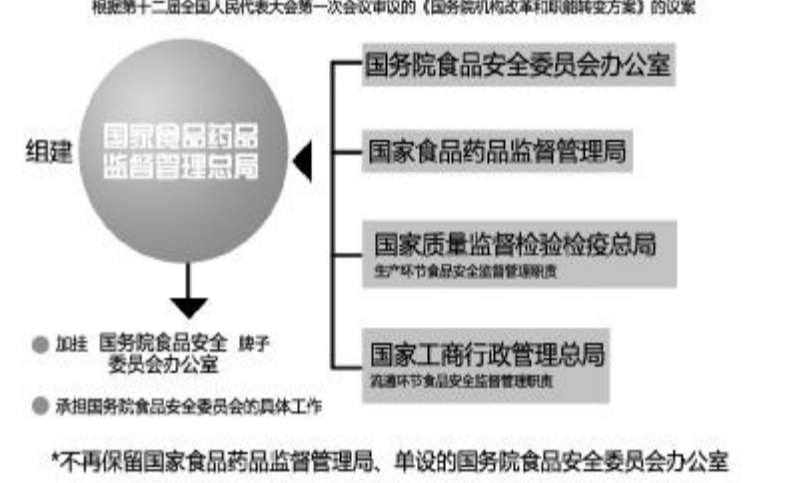 根据第十二届全国人民代表大会第一次会议审议的《国务院机构改革和职能转变方案》的议案
国务院食品安全委员会办公室
组建
国家食品药品
监督管理总局
国家食品药品监督管理局
国家质量监督检验检疫总局
生产环节食品安全监督管理职责
国家工商行政管理总局
流通环节食品安全监督管理职责
加挂 国务院食品安全 牌子
委员会办公室
承担国务院食品安全委员会的具体工作
*不再保留国家食品药品监督管理局、单设的国务院食品安全委员会办公室